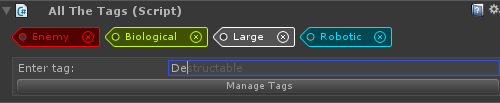 All The Tags (Script)
Enemy Biological Large Robotic
Enter tag: Destructable
Manage Tags